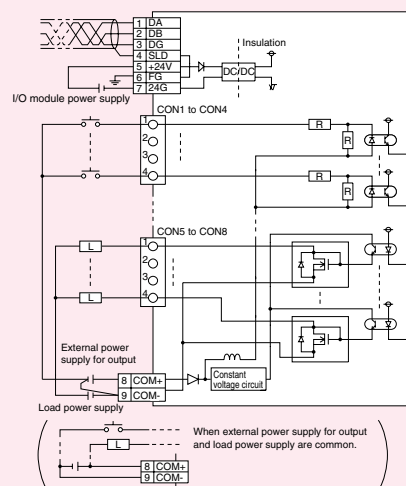 1 DA
2 DB
3 DG
4 SLD
5 +24V
6 FG
7 24G
Insulation
DC/DC
I/O module power supply
CON1 to CON4
1
2
3
4
R
R
R
R
CON5 to CON8
1
2
3
4
L
L
External power
supply for output
8 COM+
9 COM-
Constant
voltage circuit
Load power supply
When external power supply for output
and load power supply are common.
L
8 COM+
9 COM-